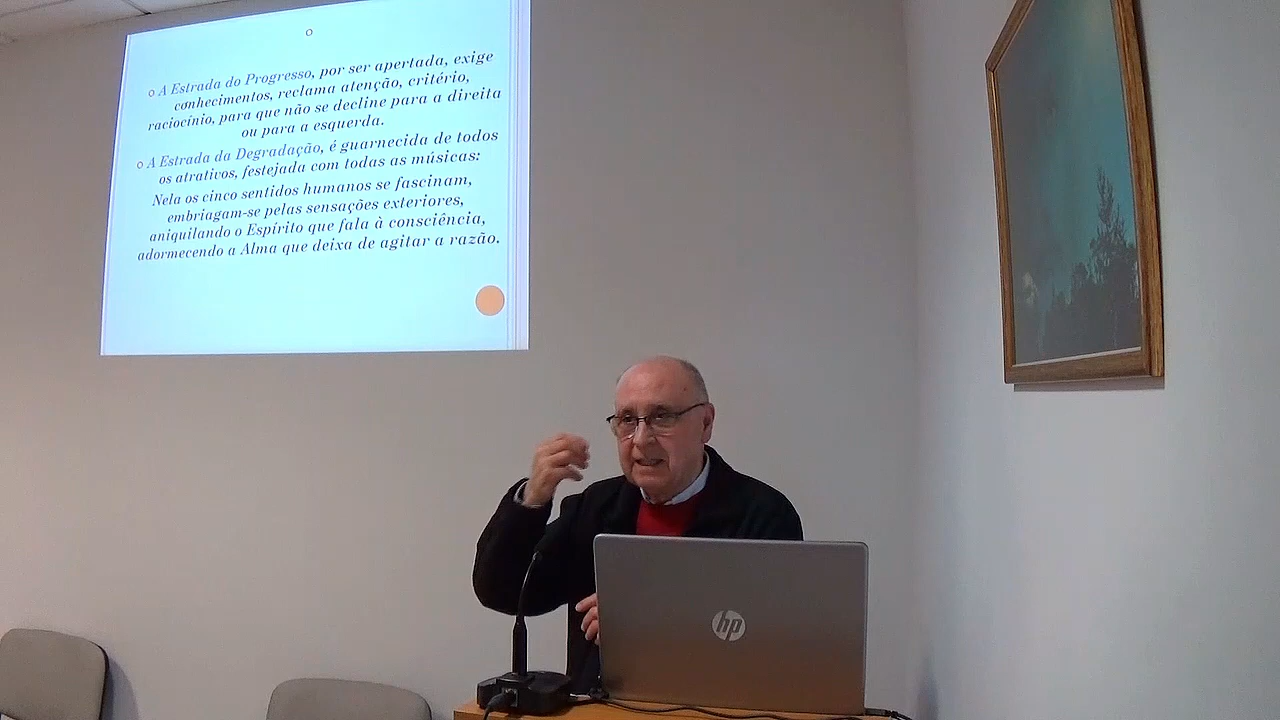 A Estrada do Progresso, por ser apertada, exige
conhecimentos, reclama atenção, critério,
raciocínio, para que não se decline para a direita
ou para a esquerda.
A Estrada da Degradação, é guarnecida de todos
os atrativos, festejada com todas as músicas:
Nela os cinco sentidos humanos se fascinam,
embriagam-se pelas sensações exteriores,
aniquilando o Espírito que fala à consciência,
adormecendo a Alma que deixa de agitar a razão.
hp